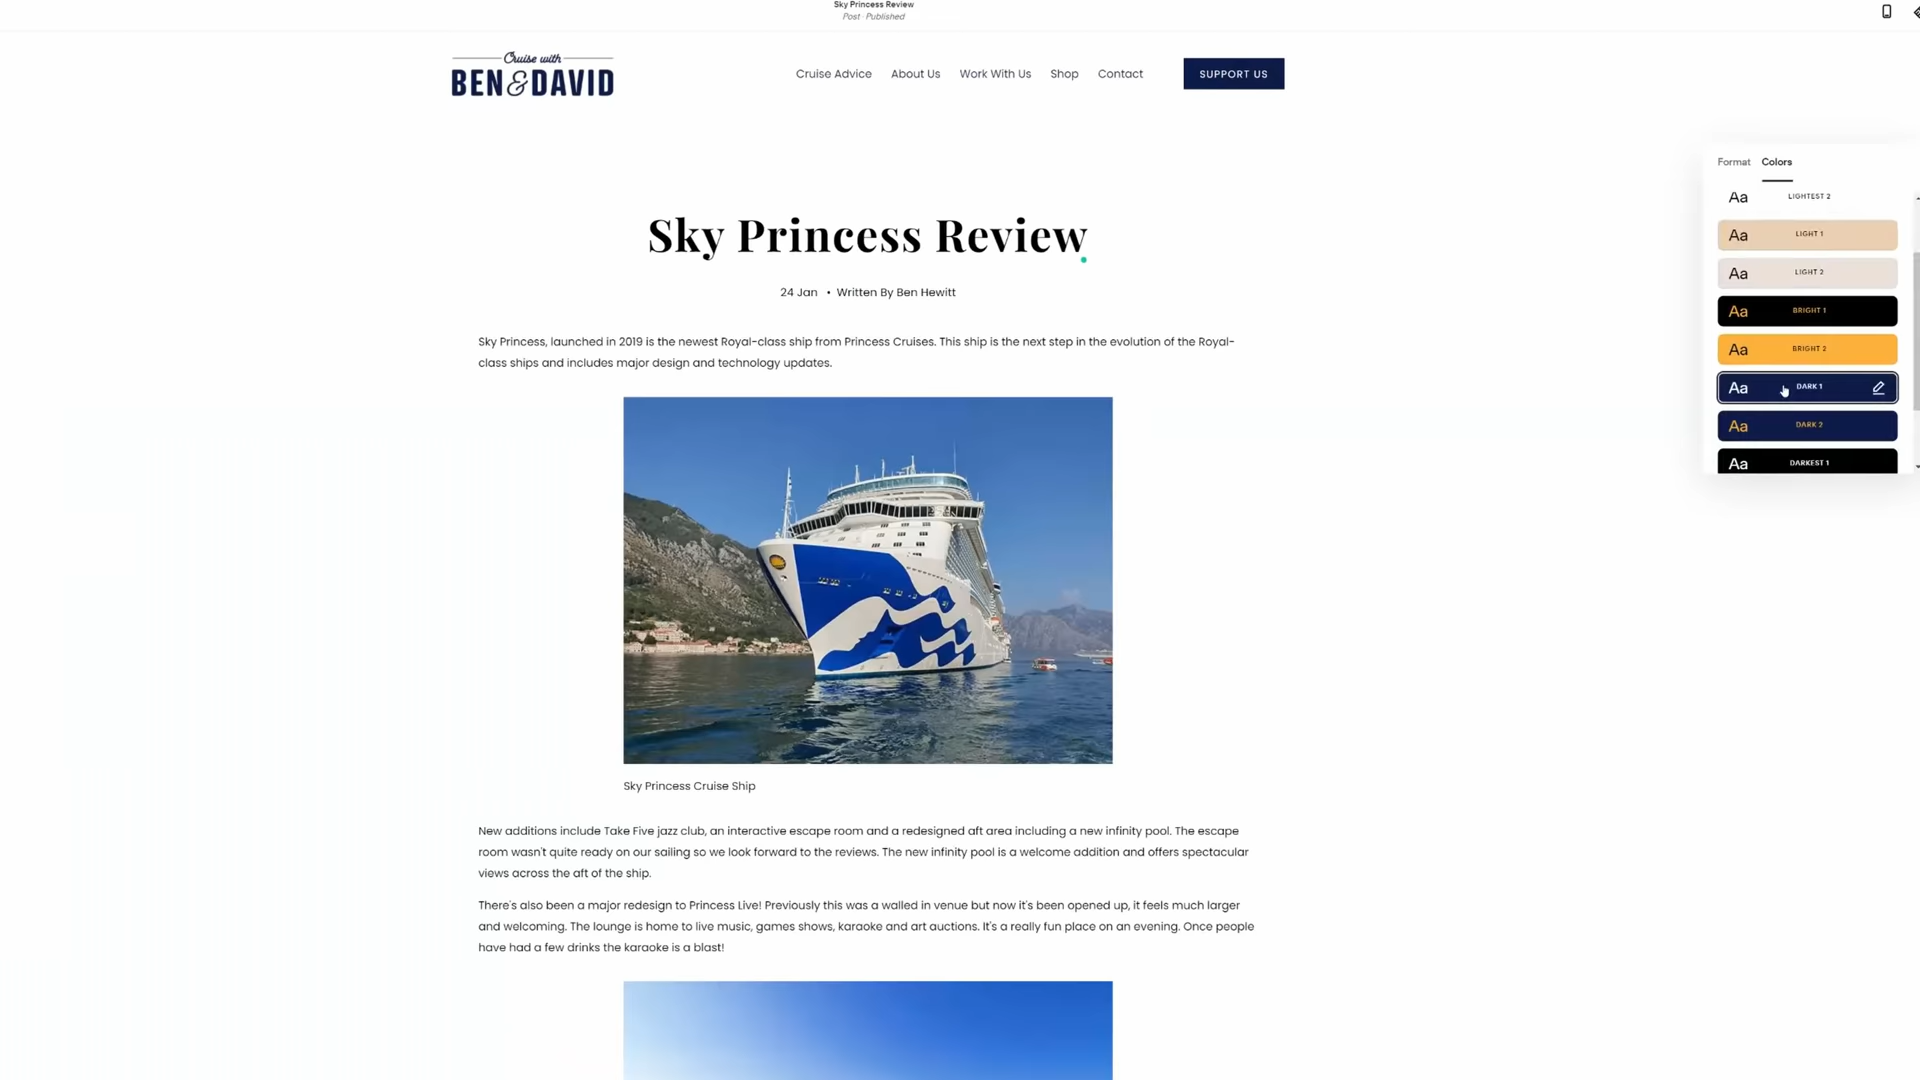 Sky Princess Review
Post · Published
Cruise with
BEN & DAVID
Cruise Advice
About Us
Work With Us
Shop
Contact
SUPPORT US
Format
Colors
Aa LIGHTEST 2
Aa LIGHT 1
Aa LIGHT 2
Aa BRIGHT 1
Aa BRIGHT 2
Aa DARK 1
Aa DARK 2
Aa DARKEST 1
Sky Princess Review
24 Jan • Written By Ben Hewitt
Sky Princess, launched in 2019 is the newest Royal-class ship from Princess Cruises. This ship is the next step in the evolution of the Royal-
class ships and includes major design and technology updates.
Sky Princess Cruise Ship
New additions include Take Five jazz club, an interactive escape room and a redesigned aft area including a new infinity pool. The escape
room wasn't quite ready on our sailing so we look forward to the reviews. The new infinity pool is a welcome addition and offers spectacular
views across the aft of the ship.
There's also been a major redesign to Princess Live! Previously this was a walled in venue but now it's been opened up, it feels much larger
and welcoming. The lounge is home to live music, games shows, karaoke and art auctions. It's a really fun place on an evening. Once people
have had a few drinks the karaoke is a blast!